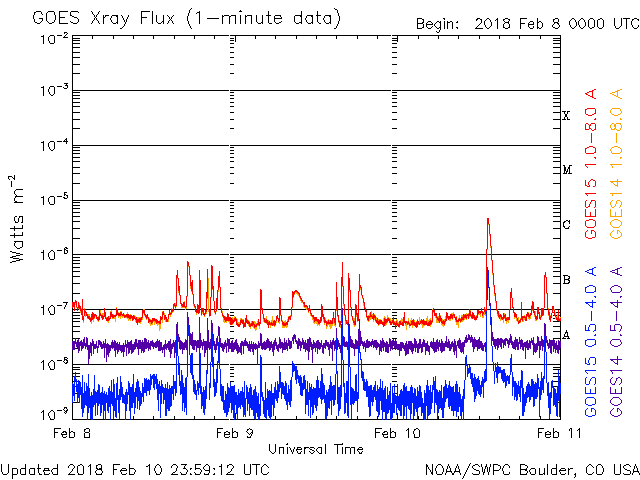 GOES Xray Flux (1-minute data)
Begin: 2018 Feb 8 0000 UTC
10⁻²
10⁻³
10⁻⁴
10⁻⁵
10⁻⁶
10⁻⁷
10⁻⁸
10⁻⁹
Watts m⁻²
X
M
C
B
A
GOES15 1.0-8.0 A
GOES14 1.0-8.0 A
GOES15 0.5-4.0 A
GOES14 0.5-4.0 A
Feb 8 Feb 9 Feb 10 Feb 11
Universal Time
Updated 2018 Feb 10 23:59:12 UTC
NOAA/SWPC Boulder, CO USA